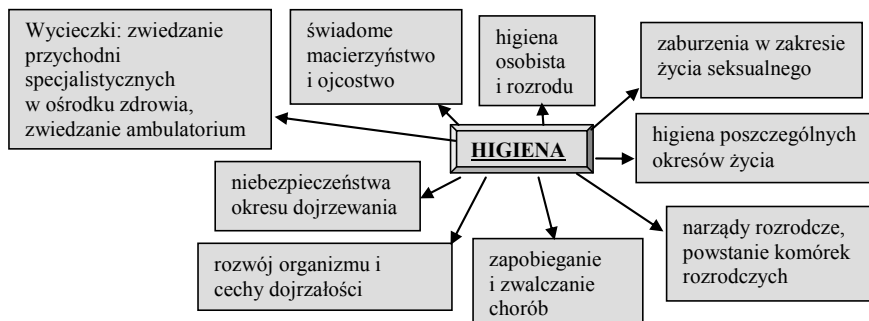 Wycieczki: zwiedzanie
przychodni
specjalistycznych
w ośrodku zdrowia,
zwiedzanie ambulatorium
świadome
macierzyństwo
i ojcostwo
higiena
osobista
i rozrodu
zaburzenia w zakresie
życia seksualnego
HIGIENA
higiena poszczególnych
okresów życia
niebezpieczeństwa
okresu dojrzewania
narządy rozrodcze,
powstanie komórek
rozrodczych
rozwój organizmu i
cechy dojrzałości
zapobieganie
i zwalczanie
chorób